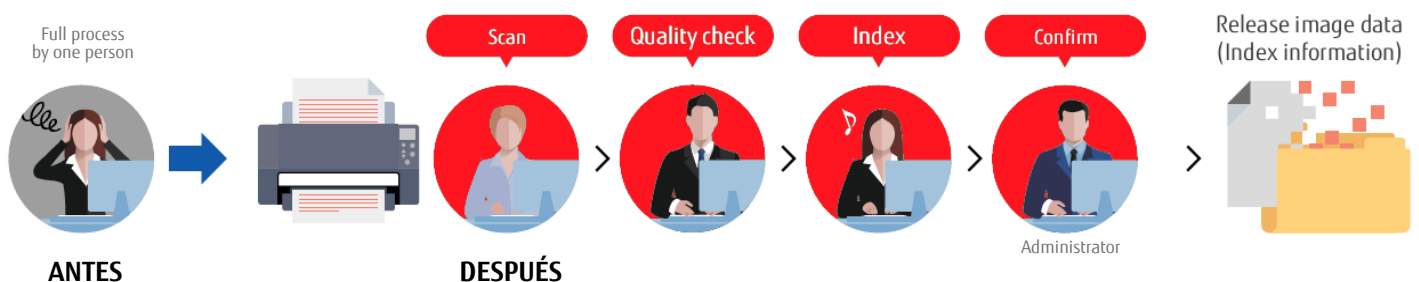 Full process
by one person
Scan
Quality check
Index
Confirm
Release image data
(Index information)
Administrator
ANTES
DESPUÉS